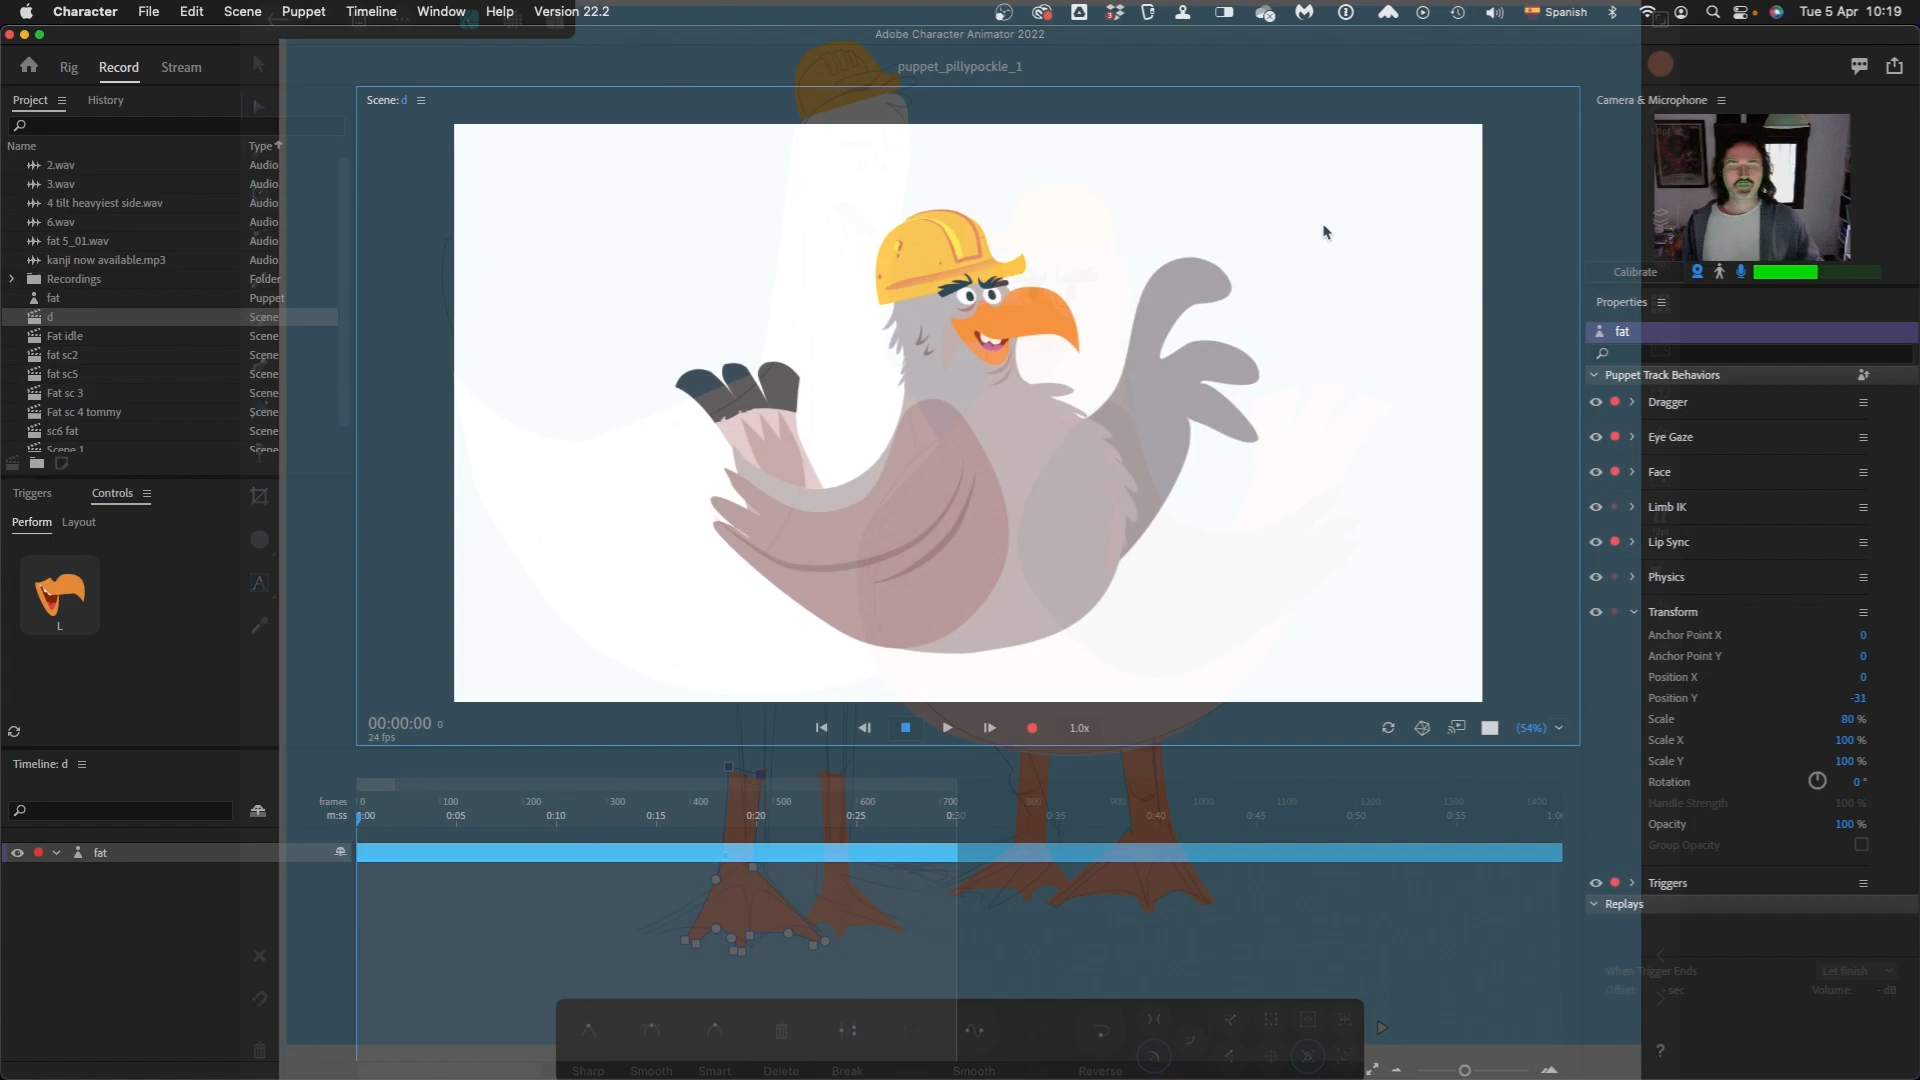 Character File Edit Scene Puppet Timeline Window Help Version 22.2
Spanish
Tue 5 Apr 10:19
Adobe Character Animator 2022
Rig Record Stream
puppet_pillypockle_1
Project History
Name Type
2.wav Audio
3.wav Audio
4 tilt heavyiest side.wav Audio
6.wav Audio
fat 5_01.wav Audio
kanji now available.mp3 Audio
Recordings Folder
fat Puppet
d Scene
Fat idle Scene
fat sc2 Scene
fat sc5 Scene
Fat sc 3 Scene
Fat sc 4 tommy Scene
sc6 fat Scene
Scene 1 Scene
Triggers Controls
Perform Layout
L
Scene: d
00:00:00 0
24 fps
1.0x
(54%)
Camera & Microphone
Calibrate
Properties
fat
Puppet Track Behaviors
Dragger
Eye Gaze
Face
Limb IK
Lip Sync
Physics
Transform
Anchor Point X 0
Anchor Point Y 0
Position X 0
Position Y -31
Scale 80 %
Scale X 100 %
Scale Y 100 %
Rotation 0 °
Handle Strength 100 %
Opacity 100 %
Group Opacity
Triggers
Replays
When Trigger Ends Let finish
Offset: - sec Volume: - dB
Timeline: d
frames 0 100 200 300 400 500 600 700 800 900 1000 1100 1200 1300 1400
m:ss 0:05 0:10 0:15 0:20 0:25 0:30 0:35 0:40 0:45 0:50 0:55
fat
Sharp Smooth Smart Delete Break Smooth Reverse
?